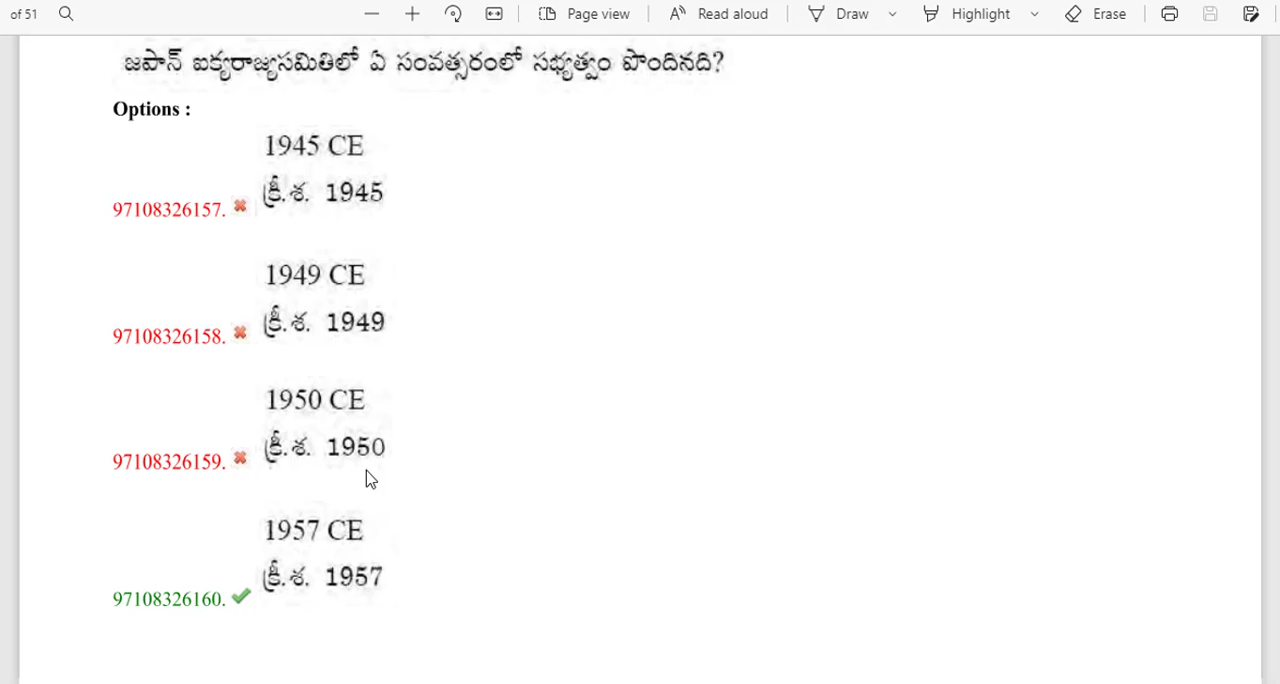 of 51 Page view Read aloud Draw Highlight Erase
జపాన్ ఐక్యరాజ్యసమితిలో ఏ సంవత్సరంలో సభ్యత్వం పొందినది?
Options :
1945 CE
క్రీ.శ. 1945
97108326157.
1949 CE
క్రీ.శ. 1949
97108326158.
1950 CE
క్రీ.శ. 1950
97108326159.
1957 CE
క్రీ.శ. 1957
97108326160.